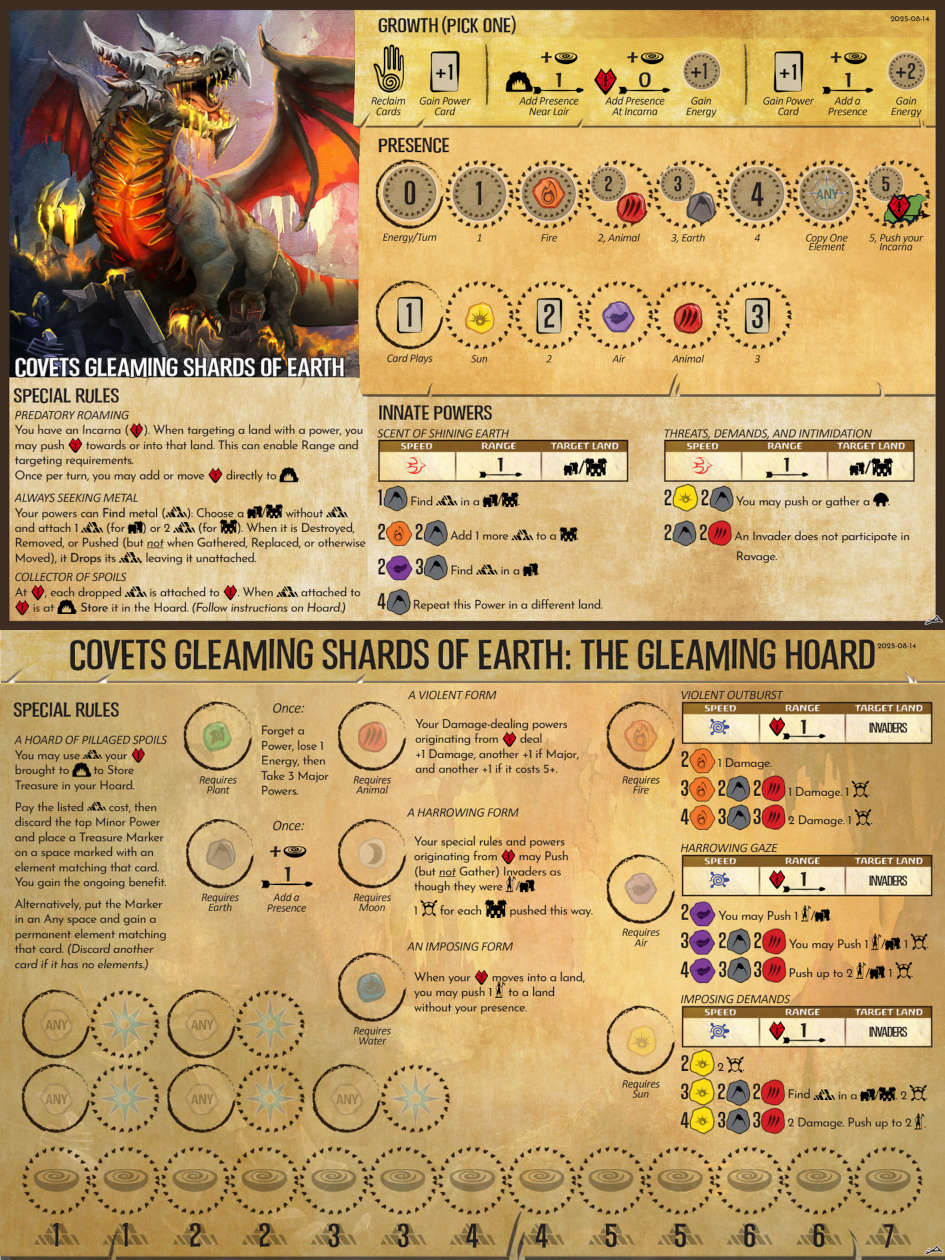 GROWTH (PICK ONE)
2025-08-14
+1
+
1
+
0
+1
+1
+
1
+2
Reclaim Cards
Gain Power Card
Add Presence Near Lair
Add Presence At Incarna
Gain Energy
Gain Power Card
Add a Presence
Gain Energy
PRESENCE
0
1
2
3
4
ANY
5
Energy/Turn
1
Fire
2, Animal
3, Earth
4
Copy One Element
5, Push your Incarna
1
2
3
Card Plays
Sun
2
Air
Animal
3
COVETS GLEAMING SHARDS OF EARTH
SPECIAL RULES
PREDATORY ROAMING
You have an Incarna ( ). When targeting a land with a power, you
may push towards or into that land. This can enable Range and
targeting requirements.
Once per turn, you may add or move directly to
ALWAYS SEEKING METAL
Your powers can Find metal ( ): Choose a / without
and attach 1 (for ) or 2 (for ). When it is Destroyed,
Removed, or Pushed (but not when Gathered, Replaced, or otherwise
Moved), it Drops its leaving it unattached.
COLLECTOR OF SPOILS
At , each dropped is attached to . When attached to
is at Store it in the Hoard. (Follow instructions on Hoard.)
INNATE POWERS
SCENT OF SHINING EARTH
SPEED RANGE TARGET LAND
1 /
1 Find in a /
2 2 Add 1 more to a .
2 3 Find in a .
4 Repeat this Power in a different land.
THREATS, DEMANDS, AND INTIMIDATION
SPEED RANGE TARGET LAND
1 /
2 2 You may push or gather a .
2 2 An Invader does not participate in
Ravage.
COVETS GLEAMING SHARDS OF EARTH: THE GLEAMING HOARD
2025-08-14
SPECIAL RULES
A HOARD OF PILLAGED SPOILS
You may use your
brought to to Store
Treasure in your Hoard.
Pay the listed cost, then
discard the top Minor Power
and place a Treasure Marker
on a space marked with an
element matching that card.
You gain the ongoing benefit.
Alternatively, put the Marker
in an Any space and gain a
permanent element matching
that card. (Discard another
card if it has no elements.)
Requires Plant
Once:
Forget a
Power, lose 1
Energy, then
Take 3 Major
Powers.
Requires Earth
Once:
+
1
Add a Presence
Requires Animal
A VIOLENT FORM
Your Damage-dealing powers
originating from deal
+1 Damage, another +1 if Major,
and another +1 if it costs 5+.
Requires Moon
A HARROWING FORM
Your special rules and powers
originating from may Push
(but not Gather) Invaders as
though they were / .
1 for each pushed this way.
Requires Water
AN IMPOSING FORM
When your moves into a land,
you may push 1 to a land
without your presence.
Requires Fire
VIOLENT OUTBURST
SPEED RANGE TARGET LAND
1 INVADERS
2 1 Damage.
3 2 2 1 Damage. 1 .
4 3 3 2 Damage. 1 .
Requires Air
HARROWING GAZE
SPEED RANGE TARGET LAND
1 INVADERS
2 You may Push 1 / .
3 2 2 You may Push 1 / 1 .
4 3 3 Push up to 2 / 1 .
Requires Sun
IMPOSING DEMANDS
SPEED RANGE TARGET LAND
1 INVADERS
2 2 .
3 2 2 Find in a / . 2 .
4 3 3 2 Damage. Push up to 2 .
ANY ANY
ANY ANY ANY
1 1 2 2 3 3 4 4 5 5 6 6 7